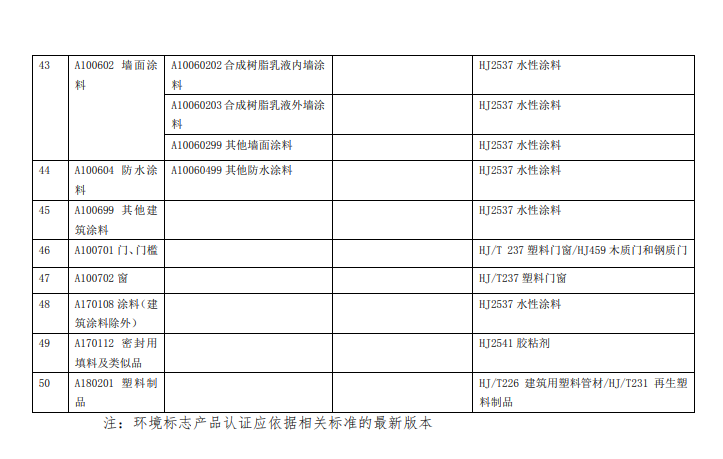 43 A100602 墙面涂 A10060202 合成树脂乳液内墙涂 HJ2537 水性涂料
料 料
A10060203 合成树脂乳液外墙涂 HJ2537 水性涂料
料
A10060299 其他墙面涂料 HJ2537 水性涂料
44 A100604 防水涂 A10060499 其他防水涂料 HJ2537 水性涂料
料
45 A100699 其他建 HJ2537 水性涂料
筑涂料
46 A100701 门、门槛 HJ/T 237 塑料门窗/HJ459 木质门和钢质门
47 A100702 窗 HJ/T237 塑料门窗
48 A170108 涂料（建 HJ2537 水性涂料
筑涂料除外）
49 A170112 密封用 HJ2541 胶粘剂
填料及类似品
50 A180201 塑料制 HJ/T226 建筑用塑料管材/HJ/T231 再生塑
品 料制品
注：环境标志产品认证应依据相关标准的最新版本